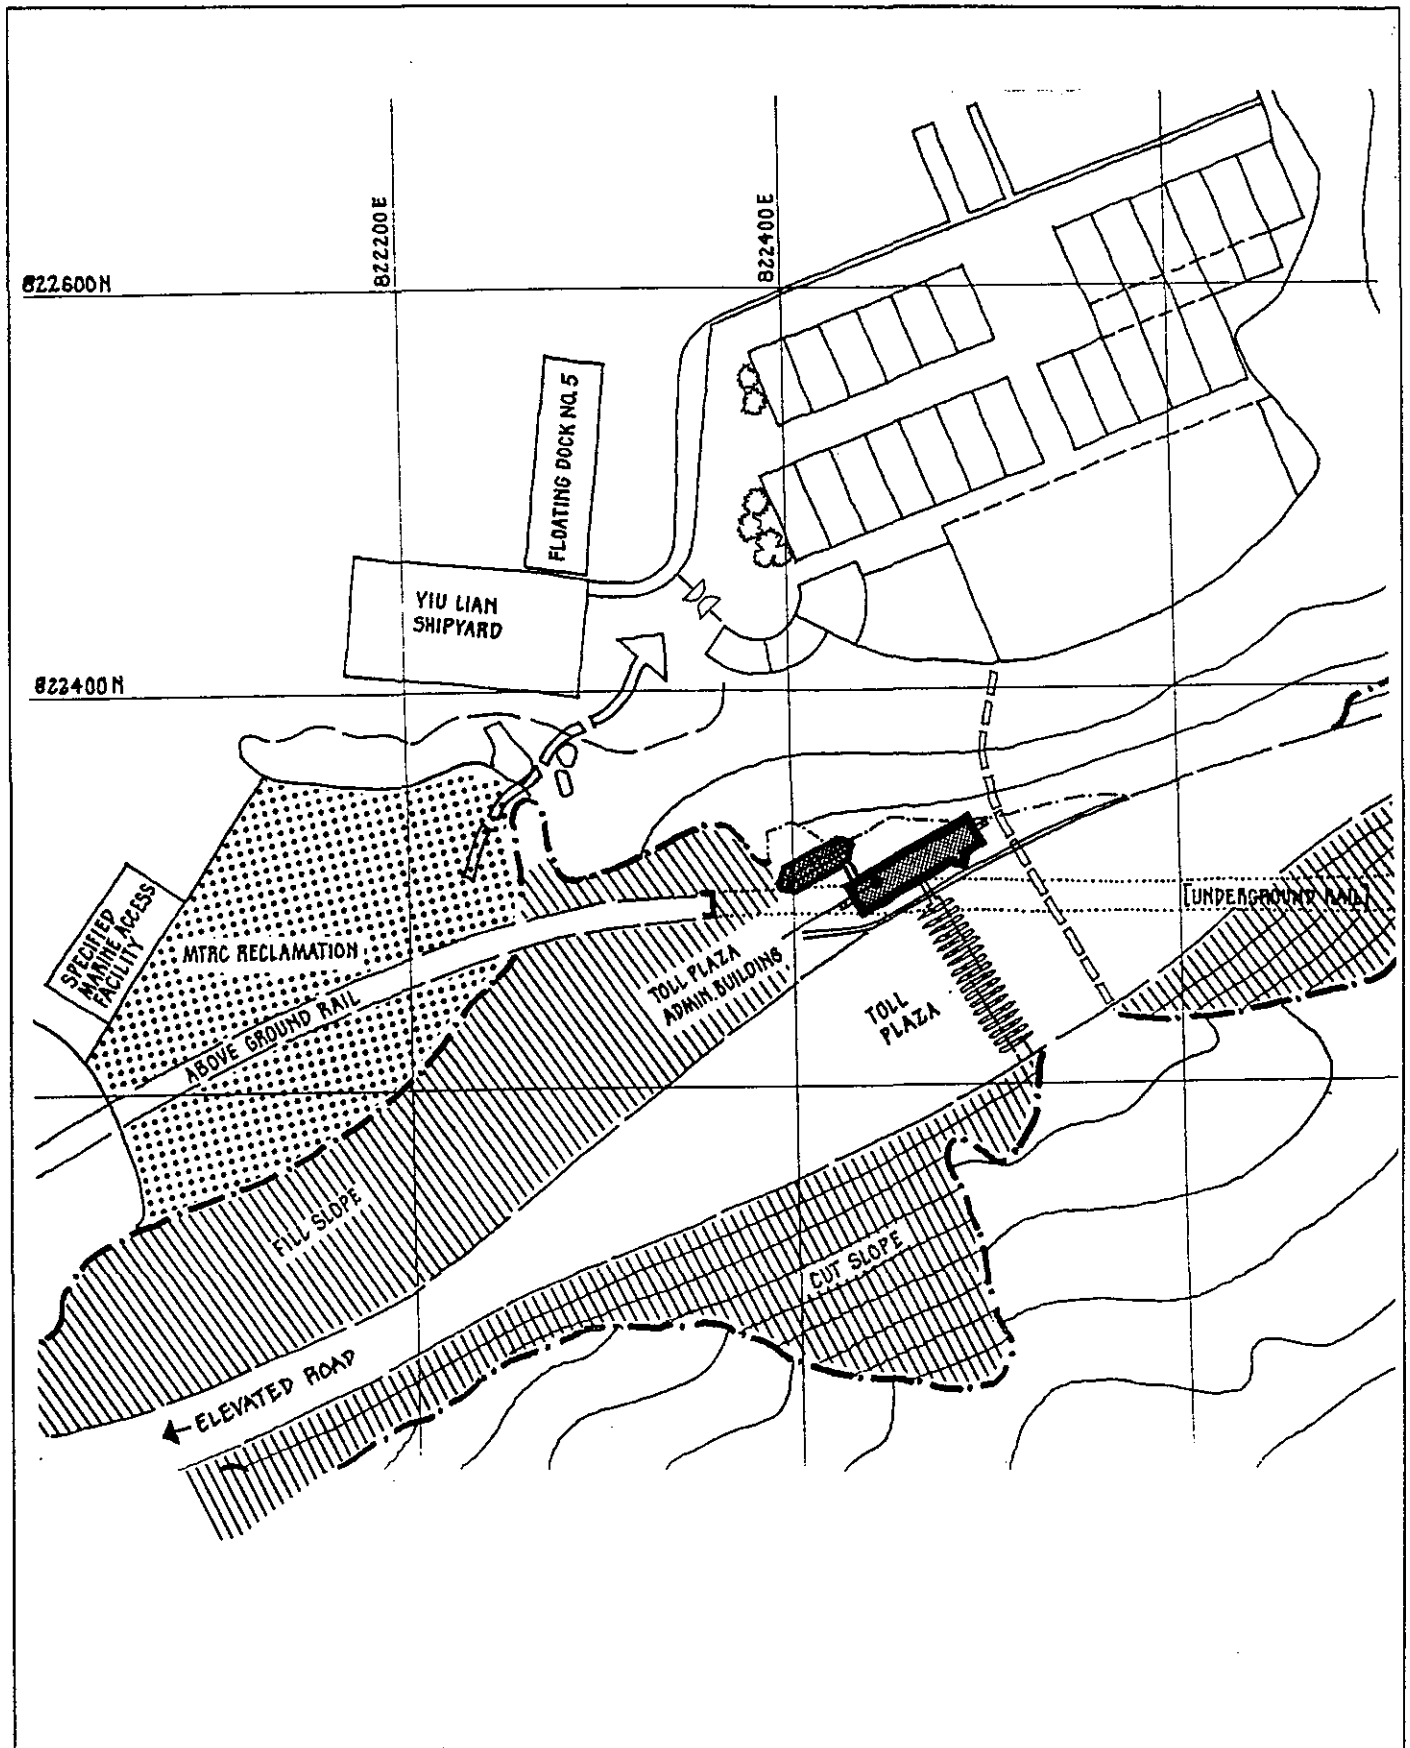 822200E
822400E
822600N
FLOATING DOCK NO.5
YIU LIAN
SHIPYARD
822400N
SPECIFIED
MARINE ACCESS
FACILITY
MTRC RECLAMATION
ABOVE GROUND RAIL
[UNDERGROUND RAIL]
TOLL PLAZA
ADMIN. BUILDING
TOLL
PLAZA
FILL SLOPE
CUT SLOPE
ELEVATED ROAD